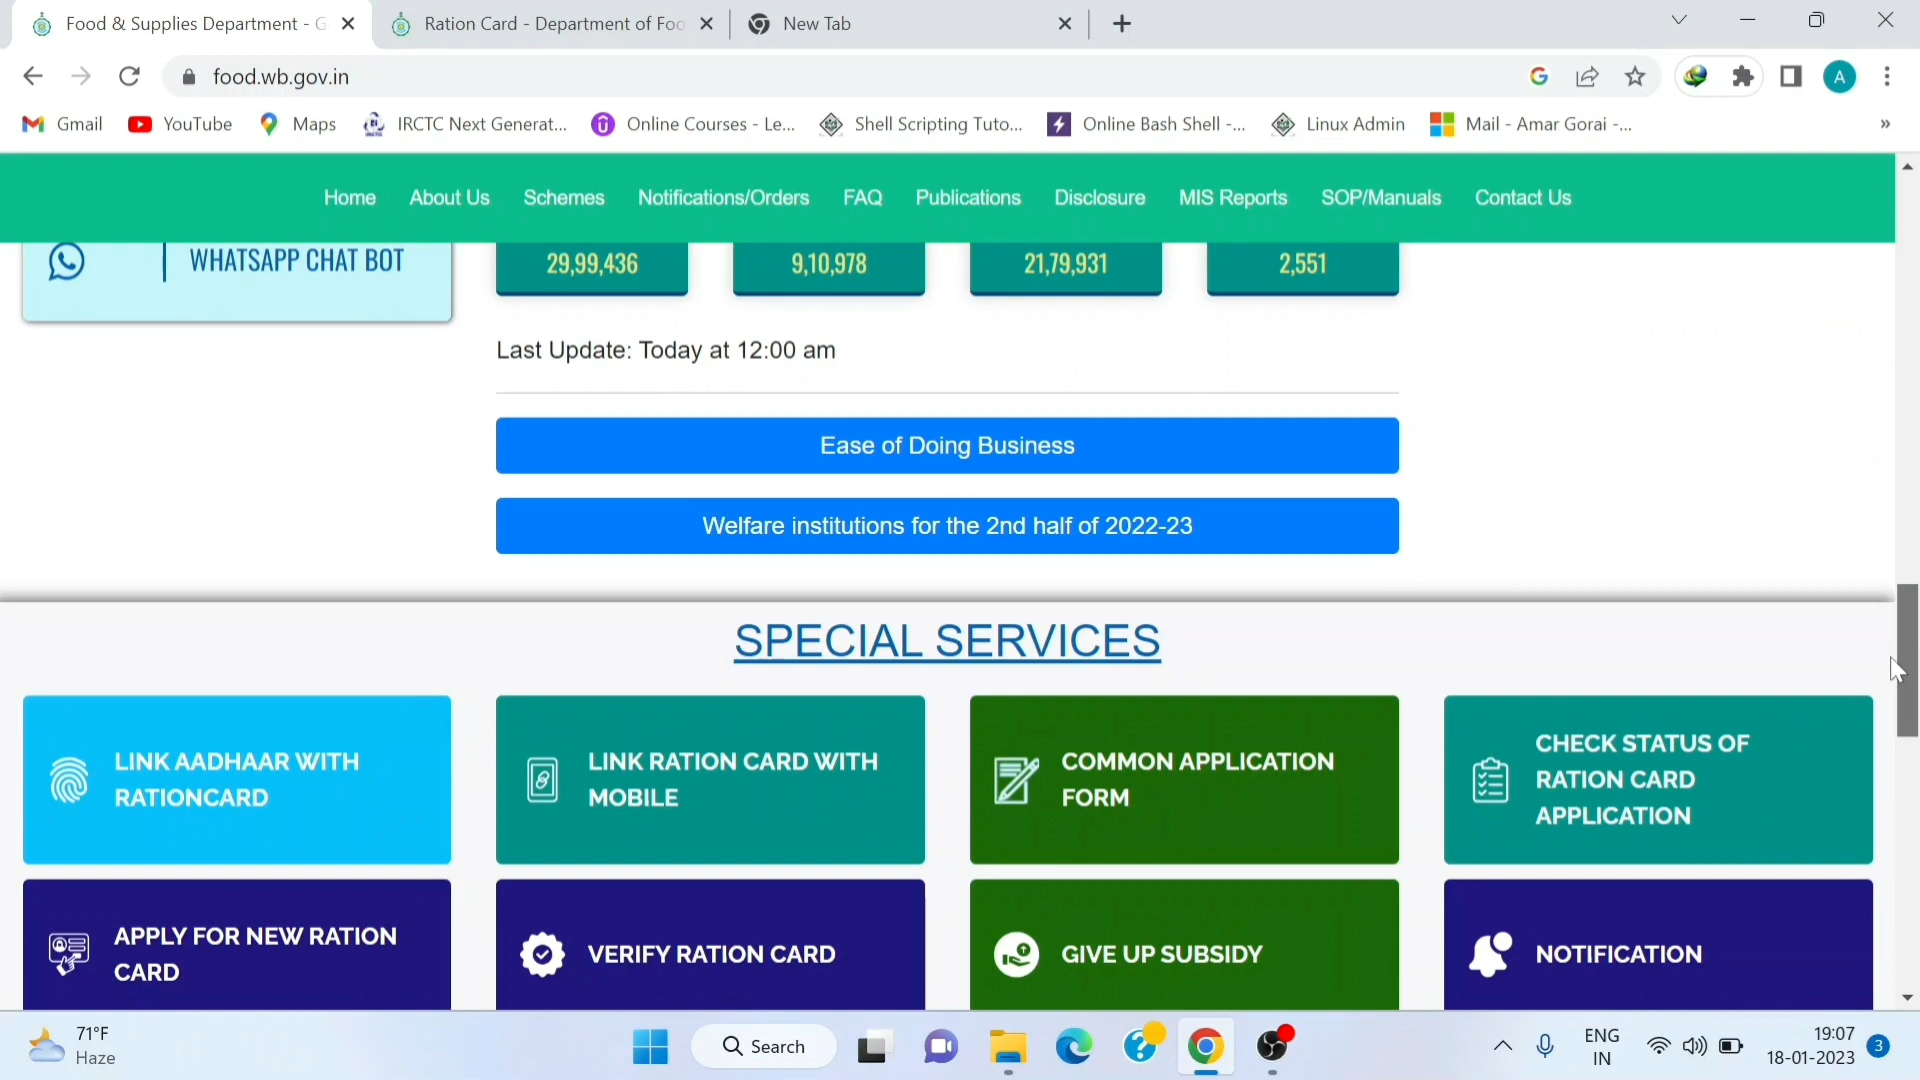 Food & Supplies Department - G
Ration Card - Department of Foo
New Tab
food.wb.gov.in
A
Gmail
YouTube
Maps
IRCTC Next Generat...
Online Courses - Le...
Shell Scripting Tuto...
Online Bash Shell -...
Linux Admin
Mail - Amar Gorai -...
»
Home
About Us
Schemes
Notifications/Orders
FAQ
Publications
Disclosure
MIS Reports
SOP/Manuals
Contact Us
WHATSAPP CHAT BOT
29,99,436
9,10,978
21,79,931
2,551
Last Update: Today at 12:00 am
Ease of Doing Business
Welfare institutions for the 2nd half of 2022-23
SPECIAL SERVICES
LINK AADHAAR WITH
RATIONCARD
LINK RATION CARD WITH
MOBILE
COMMON APPLICATION
FORM
CHECK STATUS OF
RATION CARD
APPLICATION
APPLY FOR NEW RATION
CARD
VERIFY RATION CARD
GIVE UP SUBSIDY
NOTIFICATION
71°F
Haze
Search
ENG
IN
19:07
18-01-2023
3